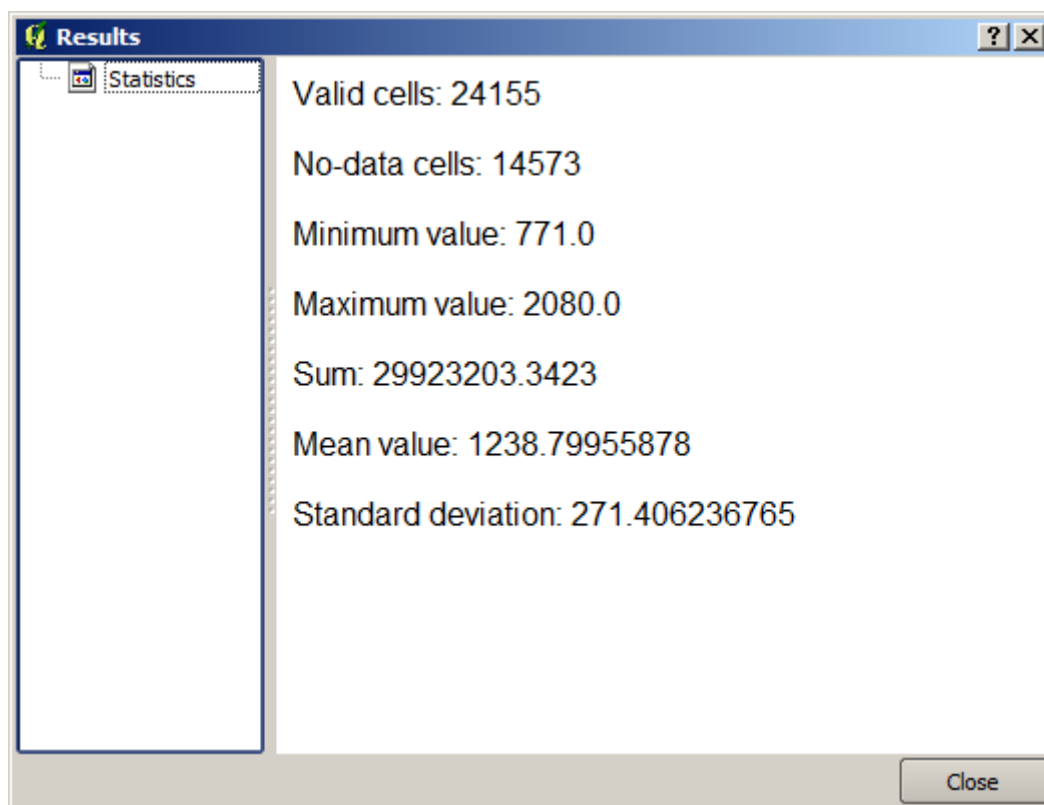 Results
Statistics
Valid cells: 24155
No-data cells: 14573
Minimum value: 771.0
Maximum value: 2080.0
Sum: 29923203.3423
Mean value: 1238.79955878
Standard deviation: 271.406236765
Close